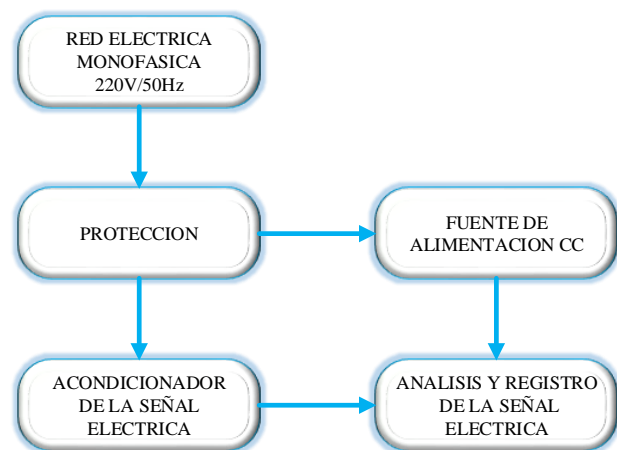 RED ELECTRICA
MONOFASICA
220V/50Hz
PROTECCION
FUENTE DE
ALIMENTACION CC
ACONDICIONADOR
DE LA SEÑAL
ELECTRICA
ANALISIS Y REGISTRO
DE LA SEÑAL
ELECTRICA